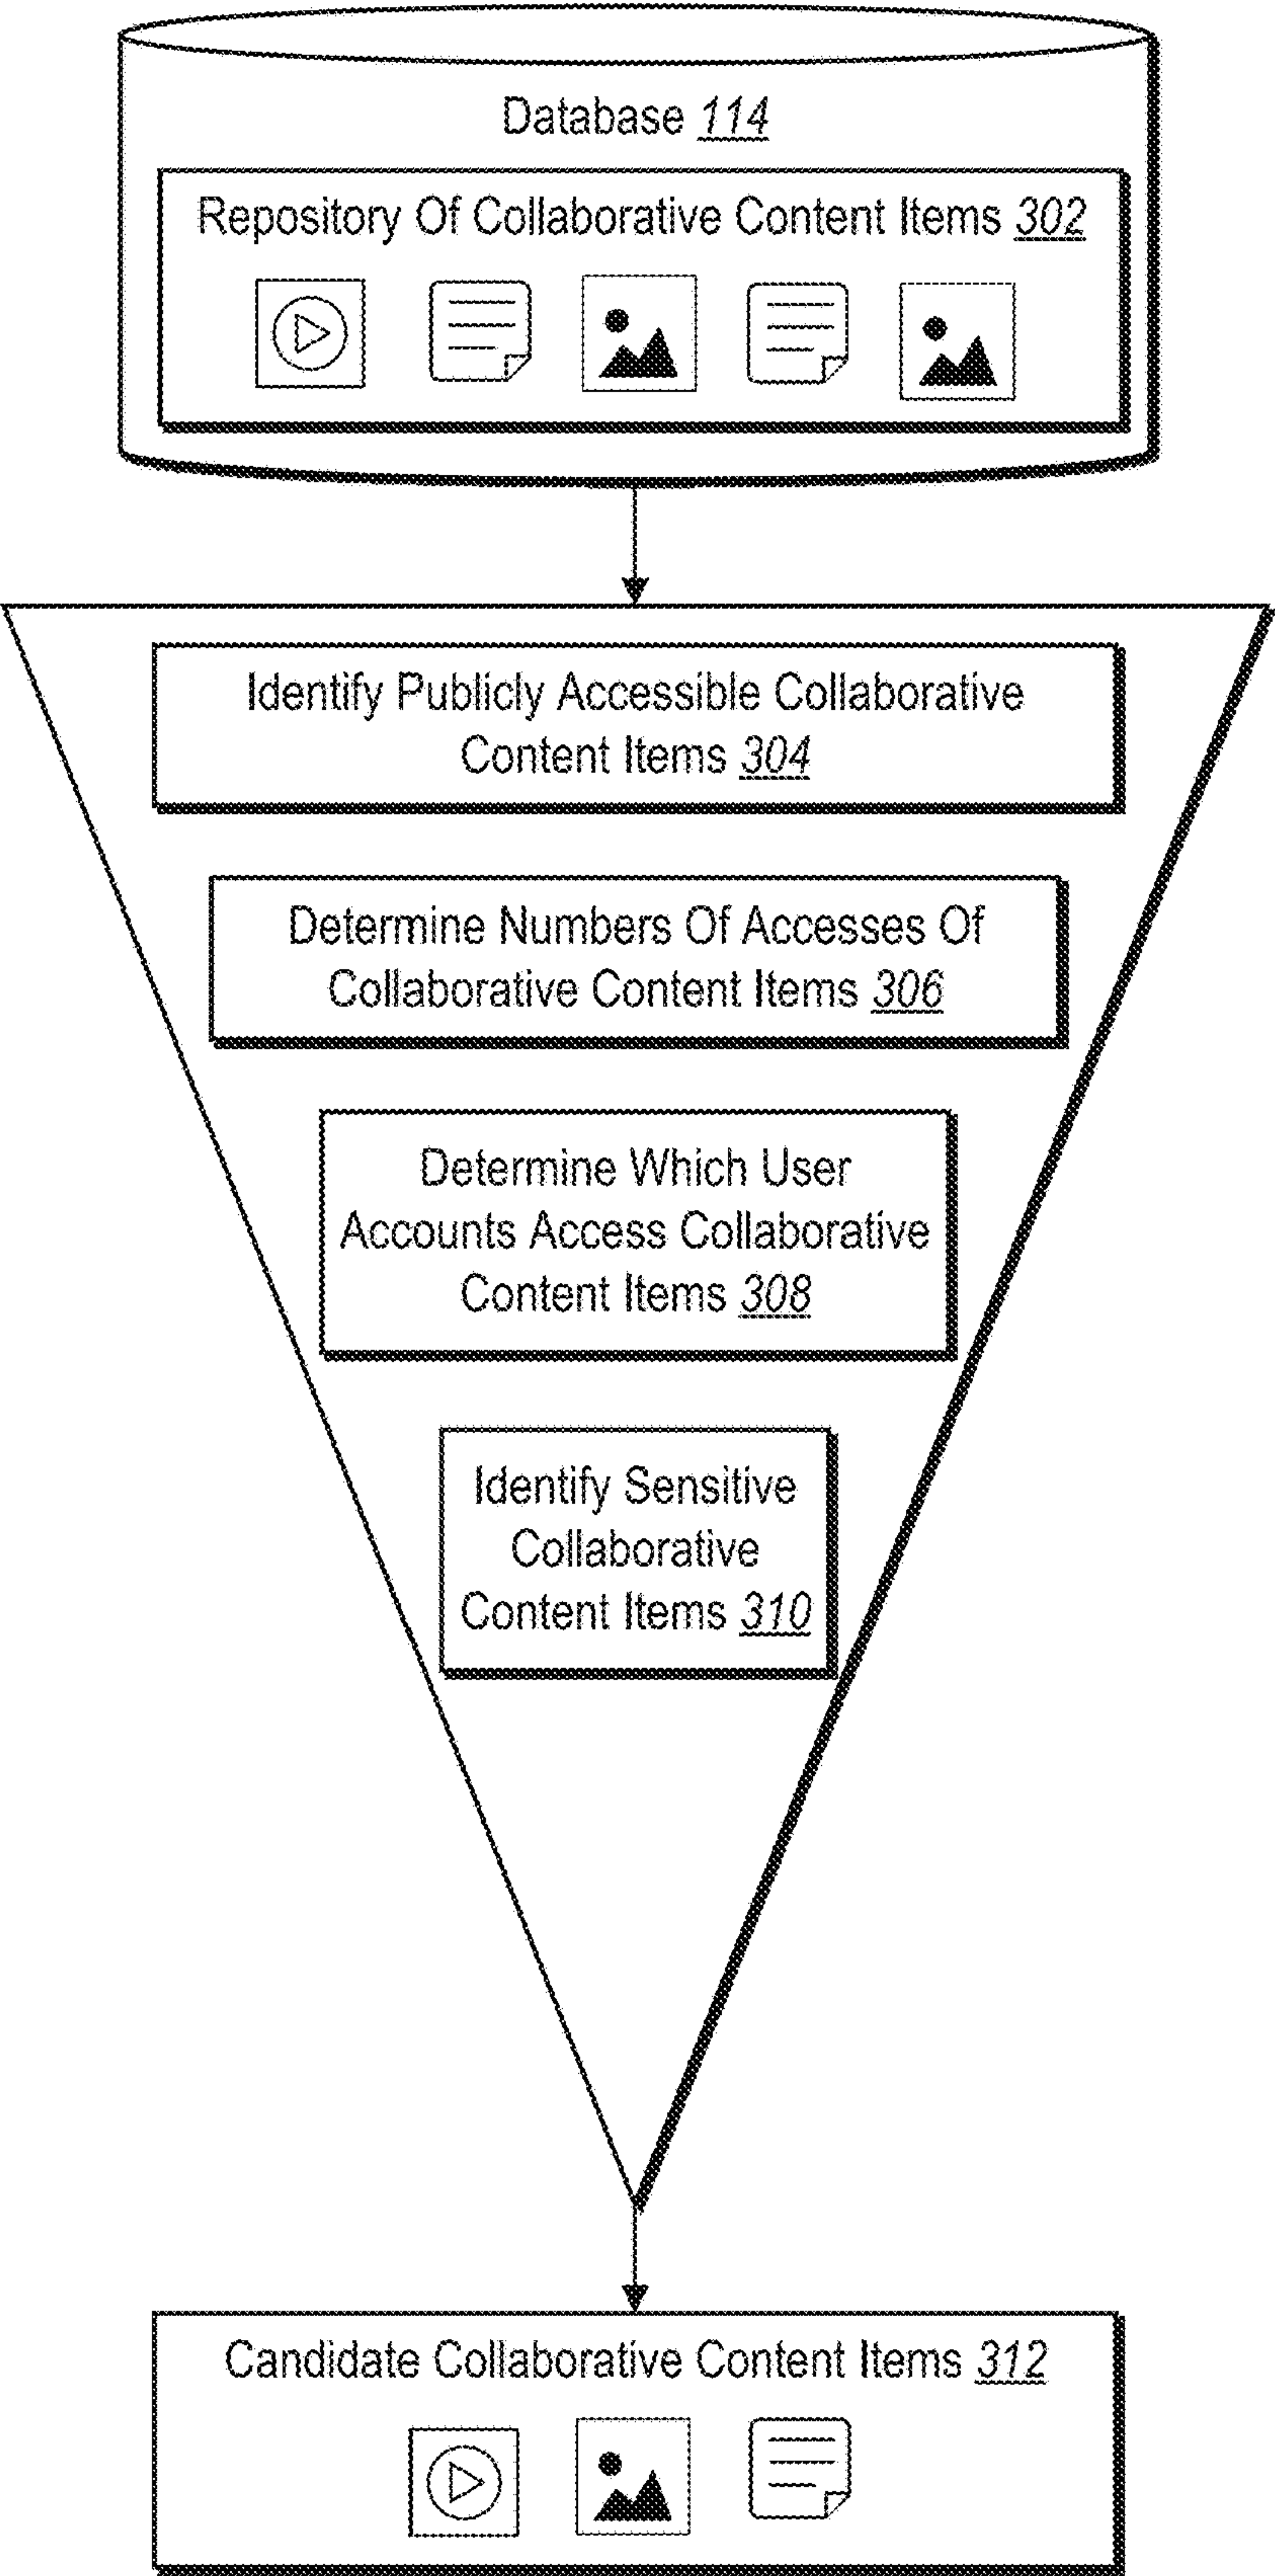 Database 114
Repository Of Collaborative Content Items 302
Identify Publicly Accessible Collaborative
Content Items 304
Determine Numbers Of Accesses Of
Collaborative Content Items 306
Determine Which User
Accounts Access Collaborative
Content Items 308
Identify Sensitive
Collaborative
Content Items 310
Candidate Collaborative Content Items 312